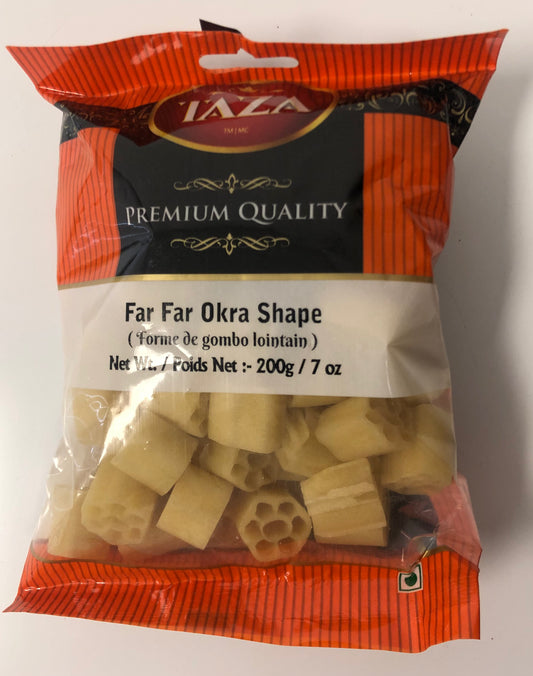 TAZA
TM|MC
PREMIUM QUALITY
Far Far Okra Shape
( Forme de gombo lointain )
Net Wt. / Poids Net :- 200g / 7 oz